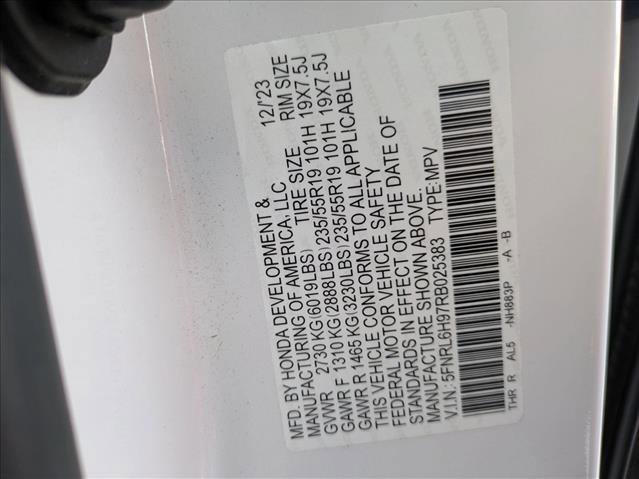 MFD. BY HONDA DEVELOPMENT & 12/'23
MANUFACTURING OF AMERICA, LLC
TIRE SIZE RIM SIZE
GVWR 2730 KG(6019LBS)
GAWR F 1310 KG(2888LBS) 235/55R19 101H 19X7.5J
GAWR R 1465 KG(3230LBS) 235/55R19 101H 19X7.5J
THIS VEHICLE CONFORMS TO ALL APPLICABLE
FEDERAL MOTOR VEHICLE SAFETY
STANDARDS IN EFFECT ON THE DATE OF
MANUFACTURE SHOWN ABOVE.
V.I.N.: 5FNRL6H97RB025383 TYPE:MPV
THR R AL5 -NH883P -A -B